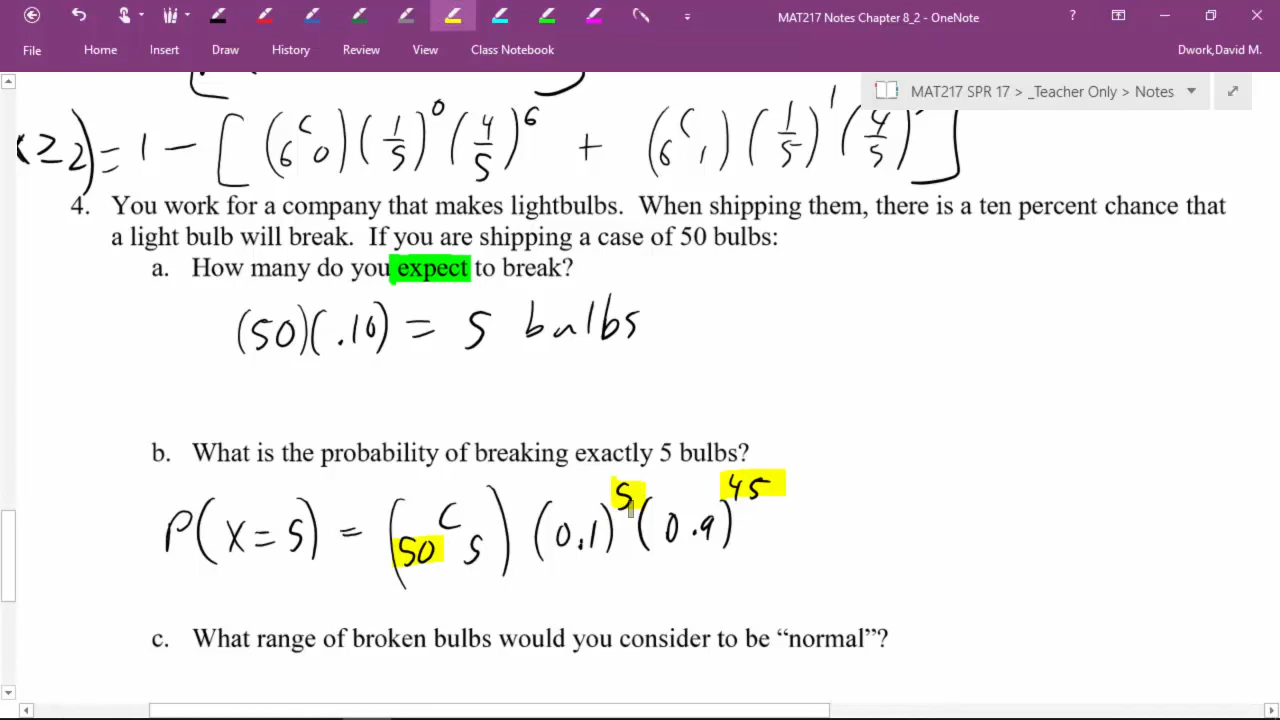 MAT217 Notes Chapter 8_2 - OneNote
?
File Home Insert Draw History Review View Class Notebook Dwork,David M.
MAT217 SPR 17 > _Teacher Only > Notes
≥ 2) = 1 - [ (6 C 0) (1/5)^0 (4/5)^6 + (6 C 1) (1/5)^1 (4/5) ]
4. You work for a company that makes lightbulbs. When shipping them, there is a ten percent chance that
a light bulb will break. If you are shipping a case of 50 bulbs:
a. How many do you expect to break?
(50)(.10) = 5 bulbs
b. What is the probability of breaking exactly 5 bulbs?
P(X=5) = (50 C 5) (0.1)^5 (0.9)^45
c. What range of broken bulbs would you consider to be “normal”?